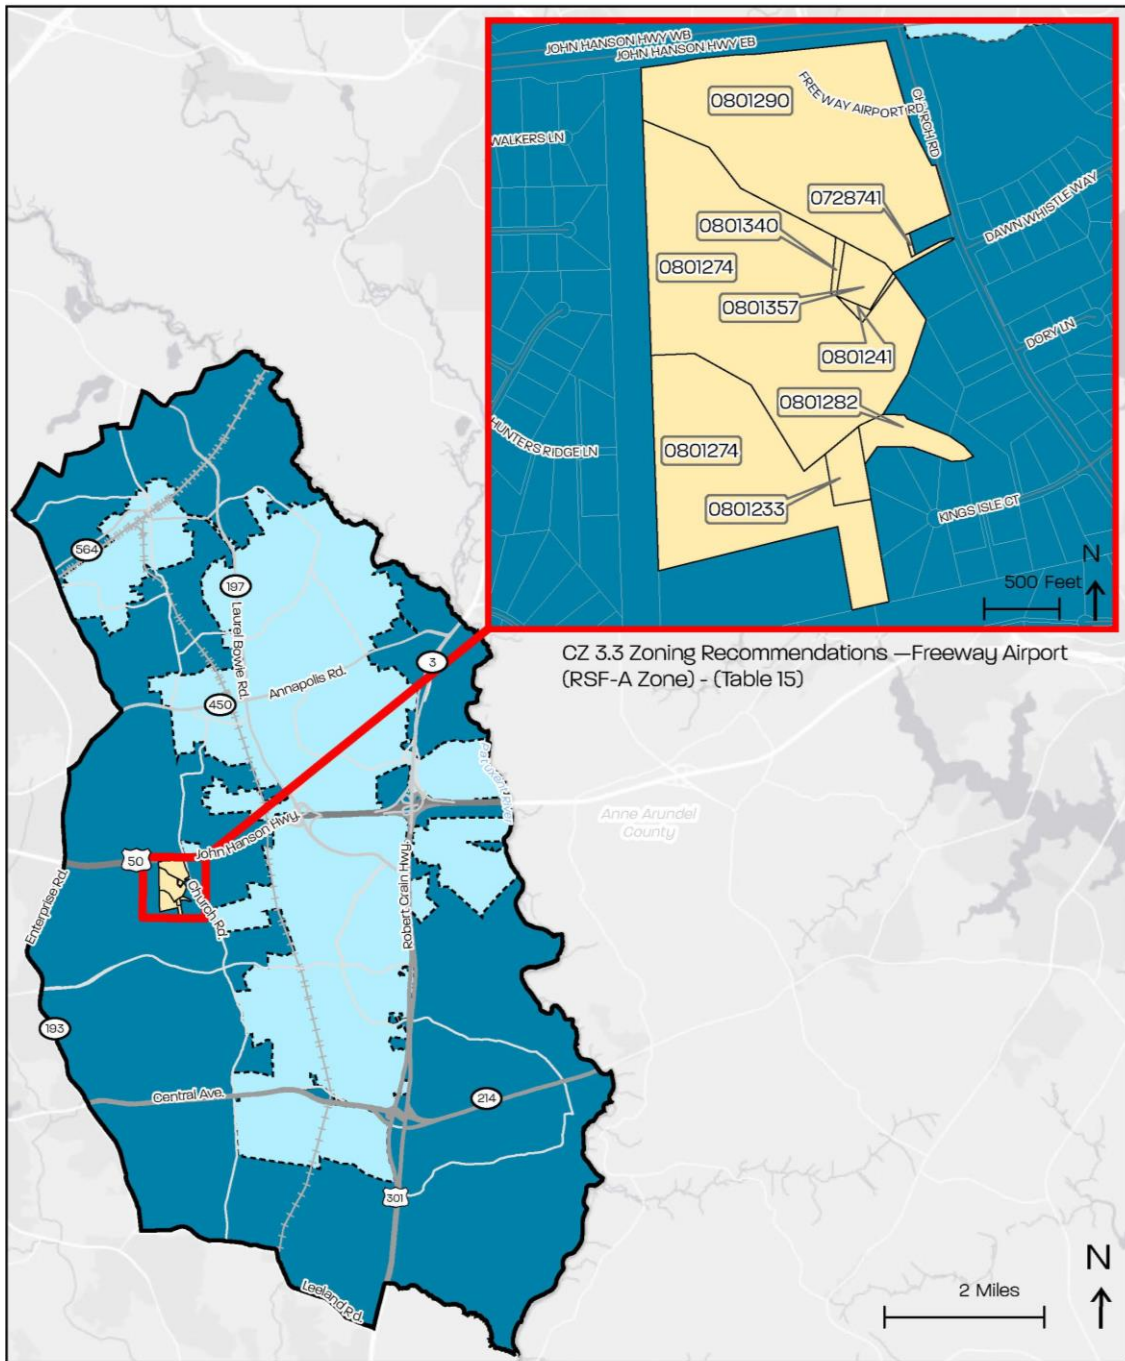 JOHN HANSON HWY WB
JOHN HANSON HWY EB
FREEWAY AIRPORT RD
CHURCH RD
0801290
WALKERS LN
0728741
DAWN WHISTLE WAY
0801340
0801274
0801357
DORY LN
0801241
0801282
HUNTERS RIDGE LN
0801274
0801233
KINGS ISLE CT
N
500 Feet
CZ 3.3 Zoning Recommendations —Freeway Airport
(RSF-A Zone) - (Table 15)
564
197
Laurel Bowie Rd.
3
Annapolis Rd.
450
Patuxent River
Anne Arundel
County
John Hanson Hwy.
50
Enterprise Rd.
Church Rd.
Robert Crain Hwy.
193
Central Ave.
214
301
Leeland Rd.
N
2 Miles